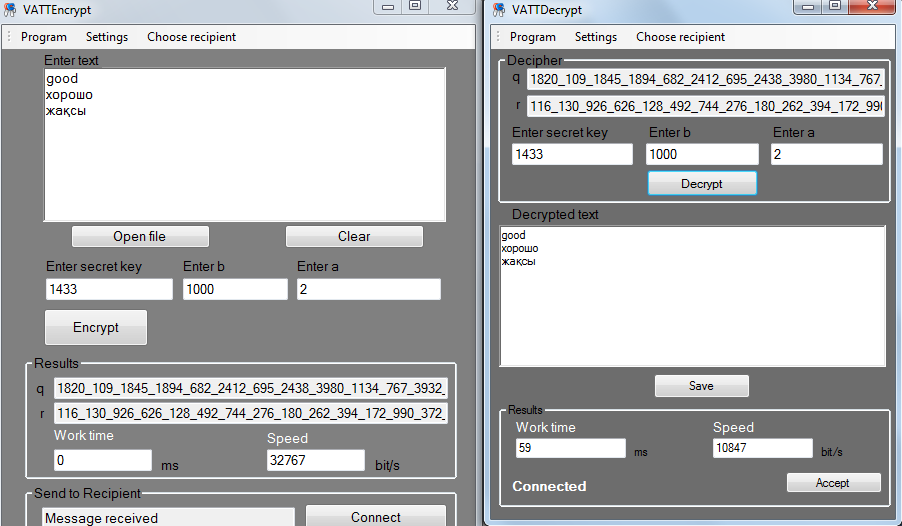 VATTEncrypt
Program Settings Choose recipient
Enter text
good
хорошо
жақсы
Open file Clear
Enter secret key Enter b Enter a
1433 1000 2
Encrypt
Results
q 1820_109_1845_1894_682_2412_695_2438_3980_1134_767_3932_
r 116_130_926_626_128_492_744_276_180_262_394_172_990_372_
Work time Speed
0 ms 32767 bit/s
Send to Recipient
Message received Connect
VATTDecrypt
Program Settings Choose recipient
Decipher
q 1820_109_1845_1894_682_2412_695_2438_3980_1134_767_
r 116_130_926_626_128_492_744_276_180_262_394_172_990
Enter secret key Enter b Enter a
1433 1000 2
Decrypt
Decrypted text
good
хорошо
жақсы
Save
Results
Work time Speed
59 ms 10847 bit/s
Connected Accept